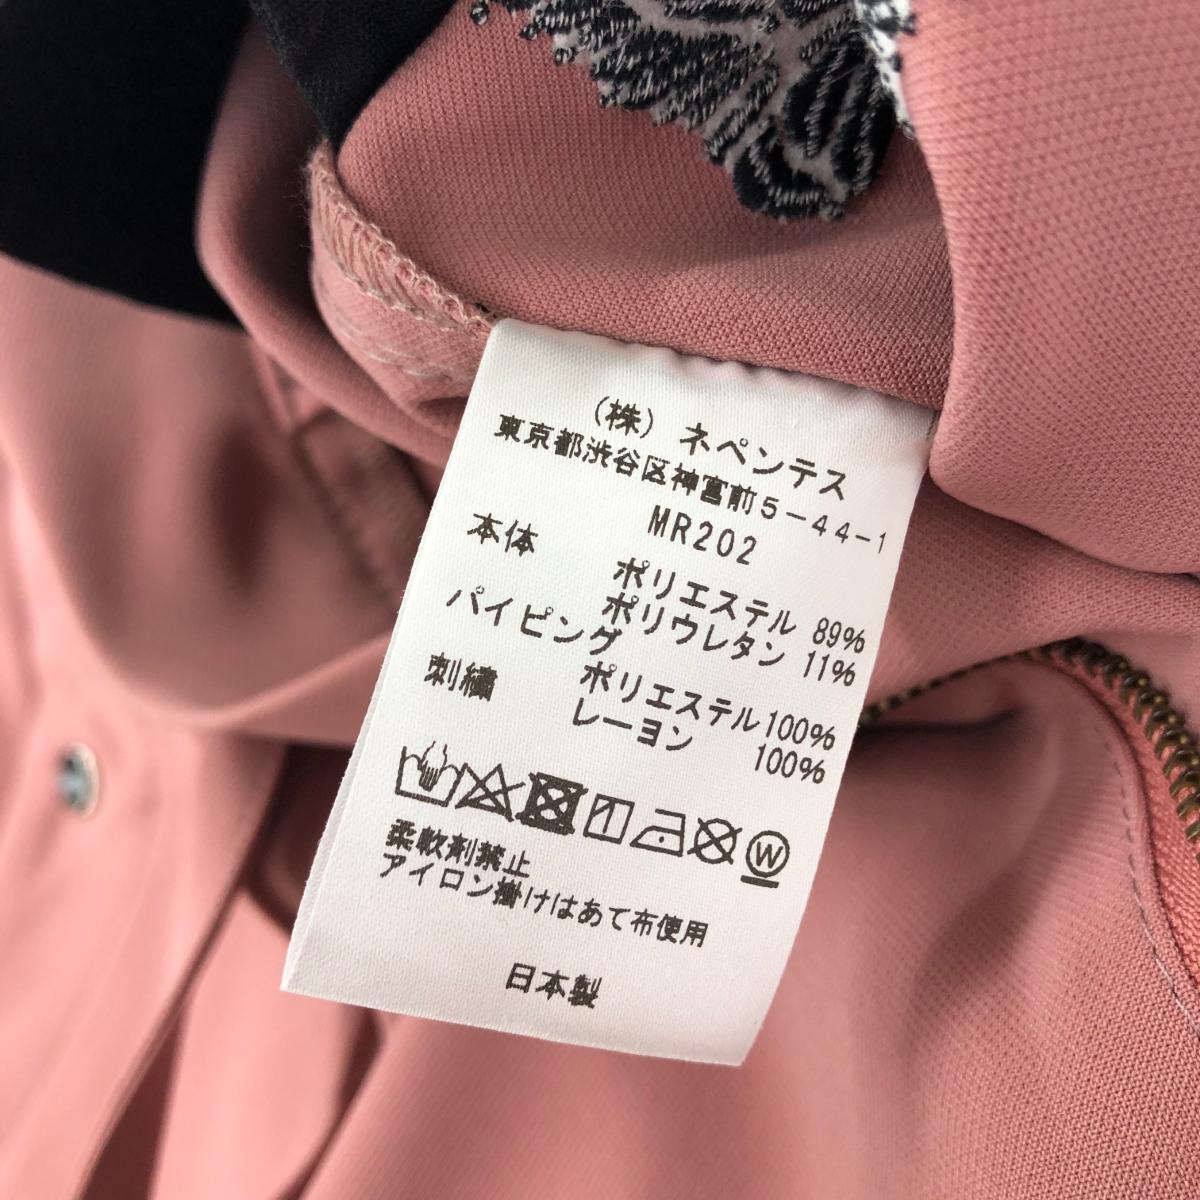 (株) ネペンテス
東京都渋谷区神宮前5-44-1
MR202
本体 ポリエステル 89%
ポリウレタン 11%
パイピング ポリエステル100%
刺繍 レーヨン 100%
W
柔軟剤禁止
アイロン掛けはあて布使用
日本製